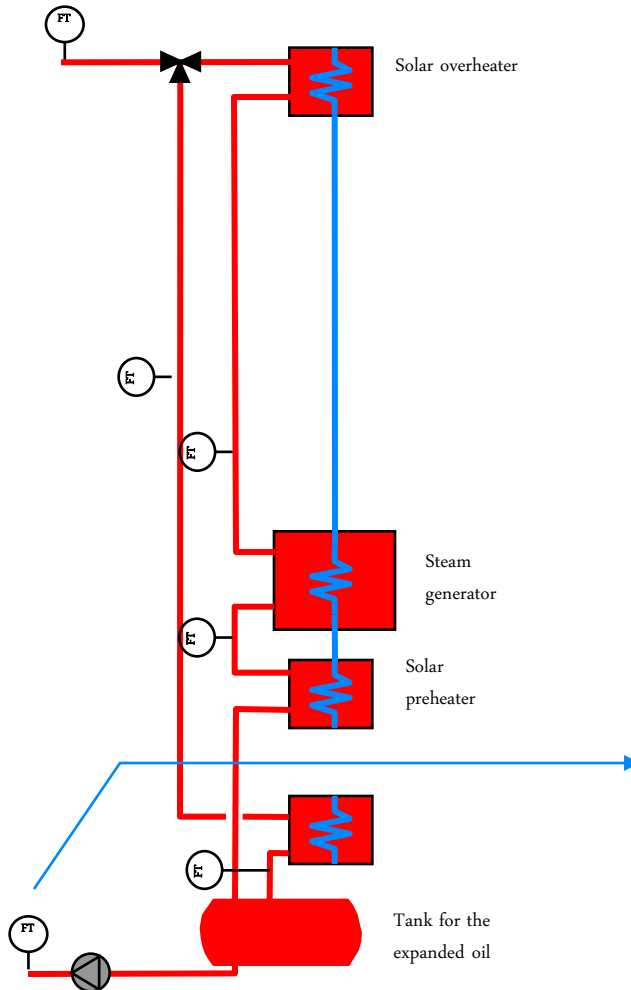 FT
Solar overheater
FT
FT
Steam
generator
FT
Solar
preheater
FT
Tank for the
expanded oil
FT